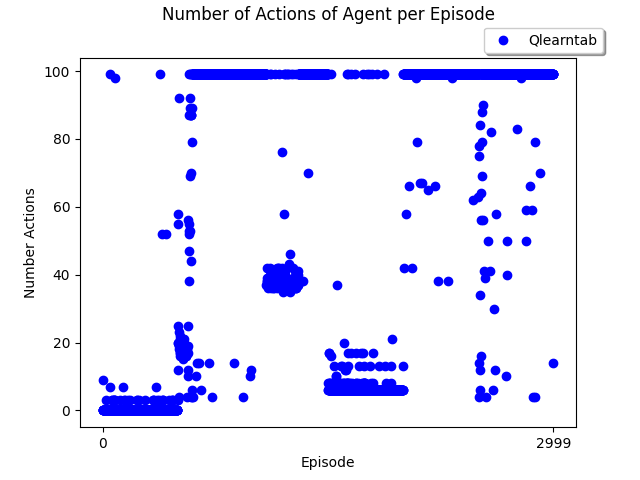 Number of Actions of Agent per Episode
Qlearntab
100
80
60
40
20
0
Number Actions
0
2999
Episode